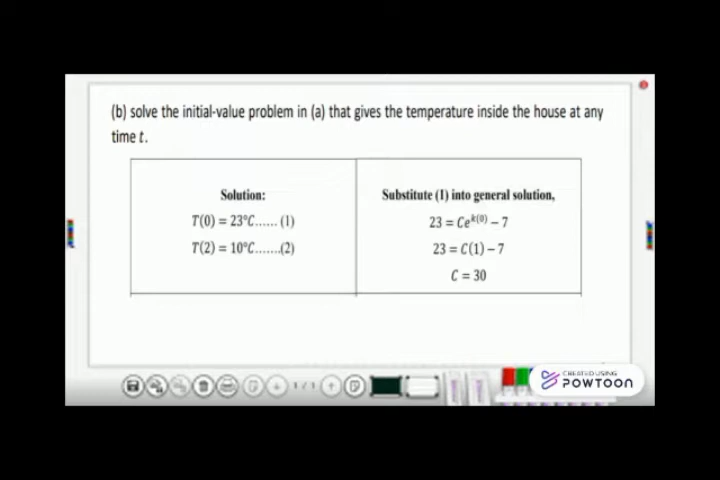 (b) solve the initial-value problem in (a) that gives the temperature inside the house at any
time t.
Solution:
T(0) = 23°C...... (1)
T(2) = 10°C.......(2)
Substitute (1) into general solution,
23 = Ce^{k(0)} − 7
23 = C(1) − 7
C = 30
1 / 1
CREATED USING
POWTOON